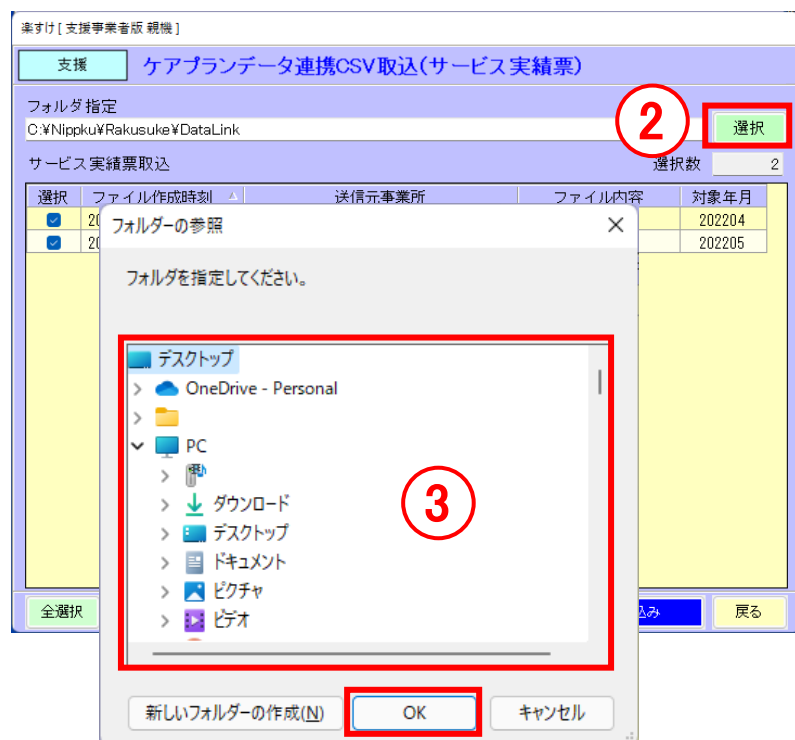 楽すけ [ 支援事業者版 親機 ]
支援 ケアプランデータ連携CSV取込(サービス実績票)
フォルダ指定
②
C:¥Nippku¥Rakusuke¥DataLink 選択
サービス実績票取込 選択数 2
選択 ファイル作成時刻 送信元事業所 ファイル内容 対象年月
202204
202205
フォルダーの参照
フォルダを指定してください。
デスクトップ
OneDrive - Personal
PC
ダウンロード
デスクトップ
ドキュメント
ピクチャ
ビデオ
③
全選択 込み 戻る
新しいフォルダーの作成(N) OK キャンセル